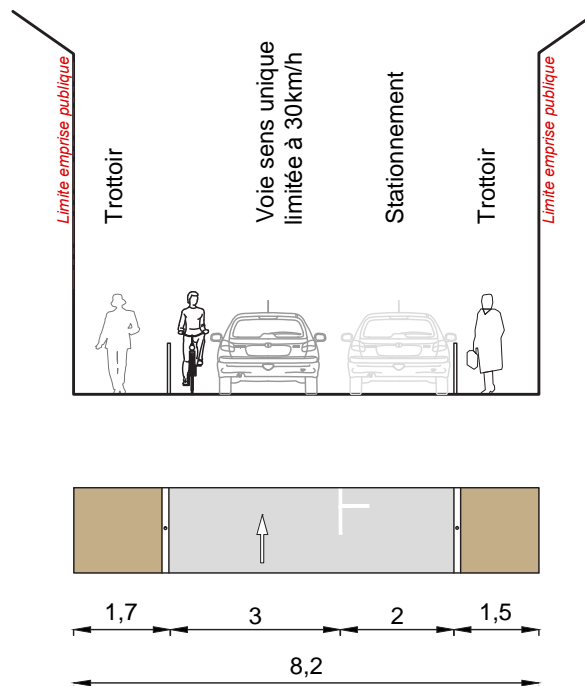 Limite emprise publique
Trottoir
Voie sens unique
limitée à 30km/h
Stationnement
Trottoir
Limite emprise publique
1,7
3
2
1,5
8,2